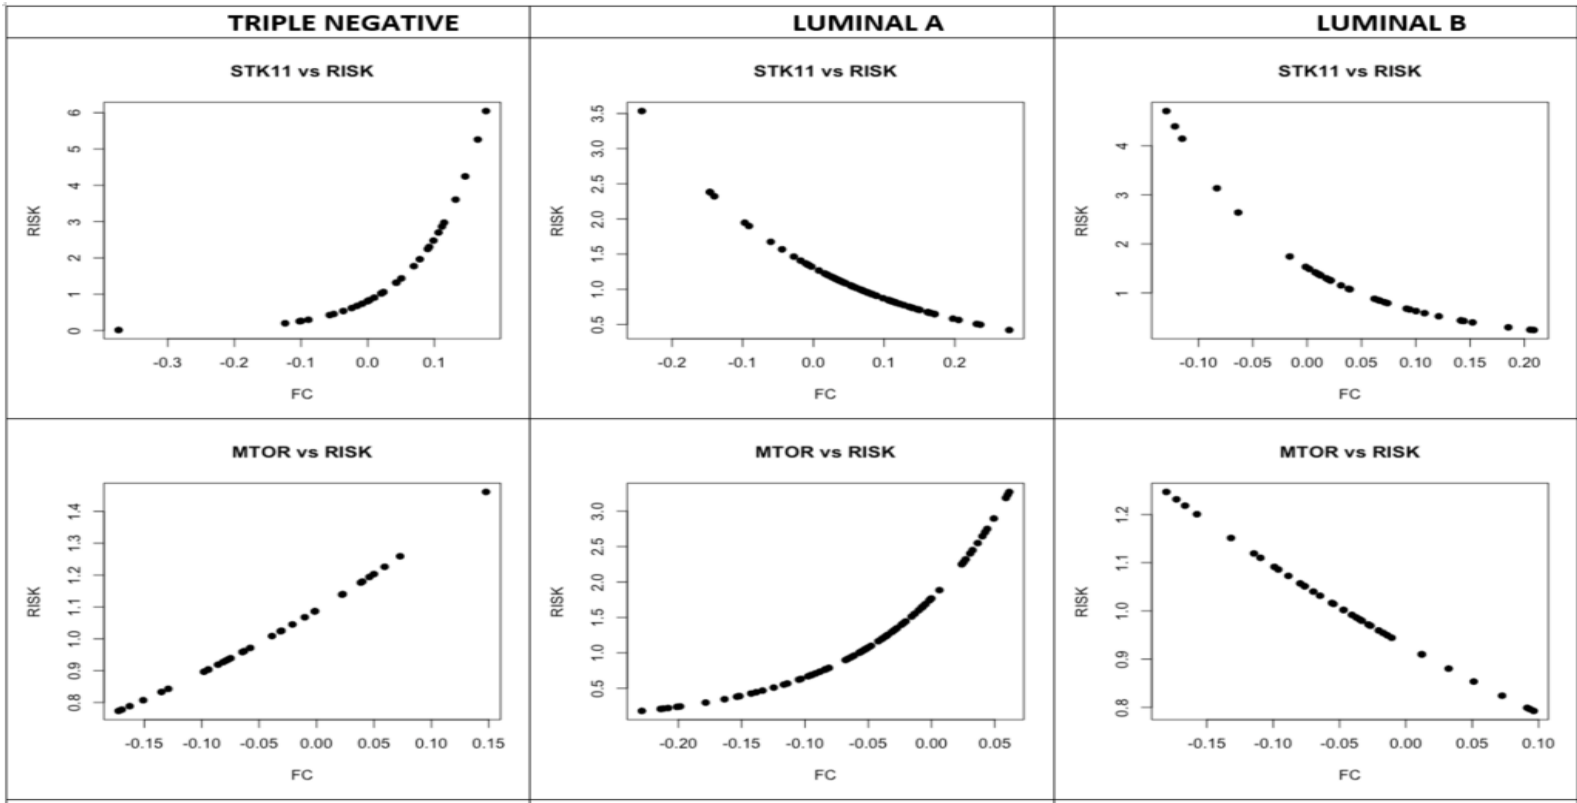 TRIPLE NEGATIVE
LUMINAL A
LUMINAL B
STK11 vs RISK
RISK
6
5
4
3
2
1
0
-0.3 -0.2 -0.1 0.0 0.1
FC
STK11 vs RISK
RISK
3.5
3.0
2.5
2.0
1.5
1.0
0.5
-0.2 -0.1 0.0 0.1 0.2
FC
STK11 vs RISK
RISK
4
3
2
1
-0.10 -0.05 0.00 0.05 0.10 0.15 0.20
FC
MTOR vs RISK
RISK
1.4
1.3
1.2
1.1
1.0
0.9
0.8
-0.15 -0.10 -0.05 0.00 0.05 0.10 0.15
FC
MTOR vs RISK
RISK
3.0
2.5
2.0
1.5
1.0
0.5
-0.20 -0.15 -0.10 -0.05 0.00 0.05
FC
MTOR vs RISK
RISK
1.2
1.1
1.0
0.9
0.8
-0.15 -0.10 -0.05 0.00 0.05 0.10
FC